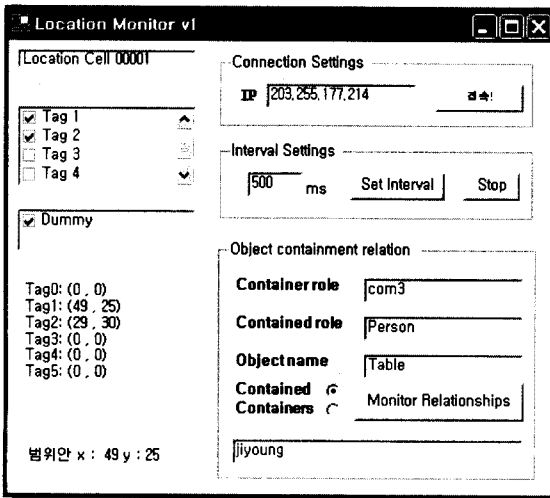 Location Monitor v1
Location Cell 00001
Tag 1
Tag 2
Tag 3
Tag 4
Dummy
Tag0: (0 , 0)
Tag1: (49 , 25)
Tag2: (29 , 30)
Tag3: (0 , 0)
Tag4: (0 , 0)
Tag5: (0 , 0)
범위안 x : 49 y : 25
Connection Settings
IP 203,255,177,214 접속!
Interval Settings
500 ms Set Interval Stop
Object containment relation
Container role com3
Contained role Person
Object name Table
Contained
Containers
Monitor Relationships
jiyoung